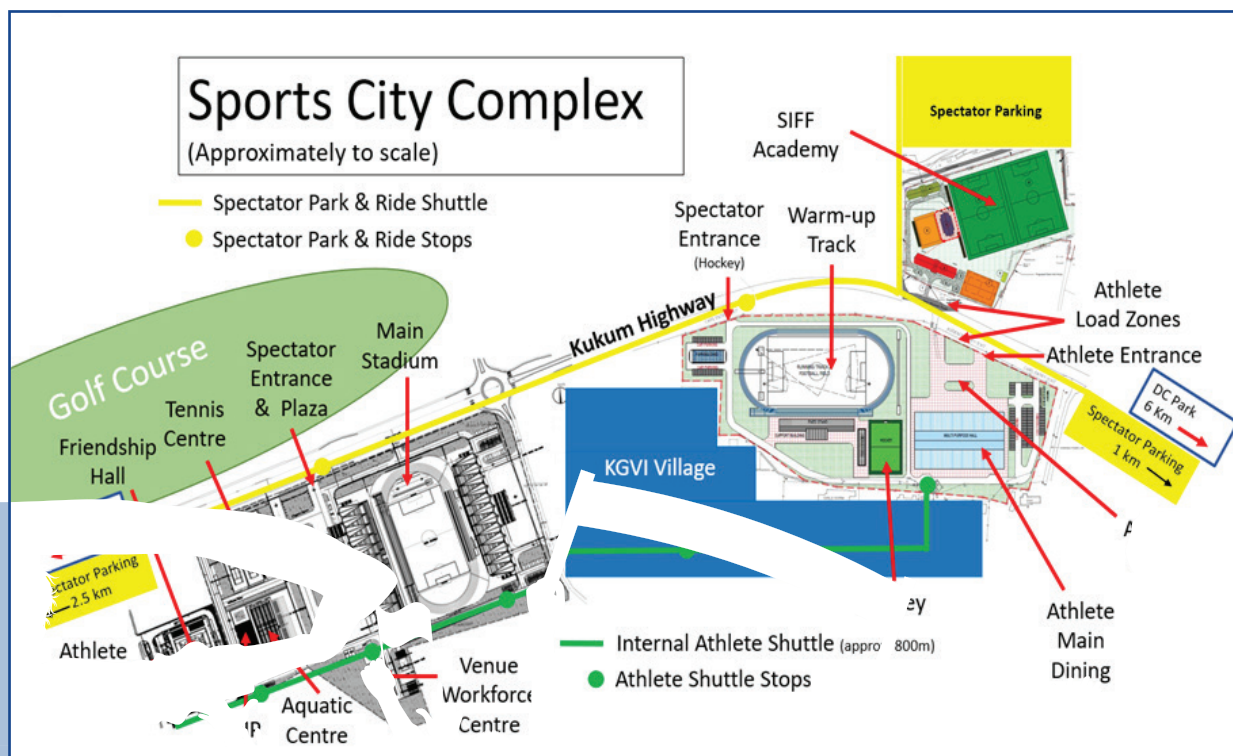 Sports City Complex
(Approximately to scale)
Spectator Park & Ride Shuttle
Spectator Park & Ride Stops
Spectator Parking
SIFF
Academy
Spectator
Entrance
(Hockey)
Warm-up
Track
Kukum Highway
Athlete
Load Zones
Athlete Entrance
DC Park
6 Km
Spectator Parking
1 km
Golf Course
Main
Stadium
Spectator
Entrance
& Plaza
Tennis
Centre
Friendship
Hall
KGVI Village
Parking
2.5 km
Athlete
Aquatic
Centre
Venue
Workforce
Centre
Internal Athlete Shuttle 800m)
Athlete Shuttle Stops
Athlete
Main
Dining